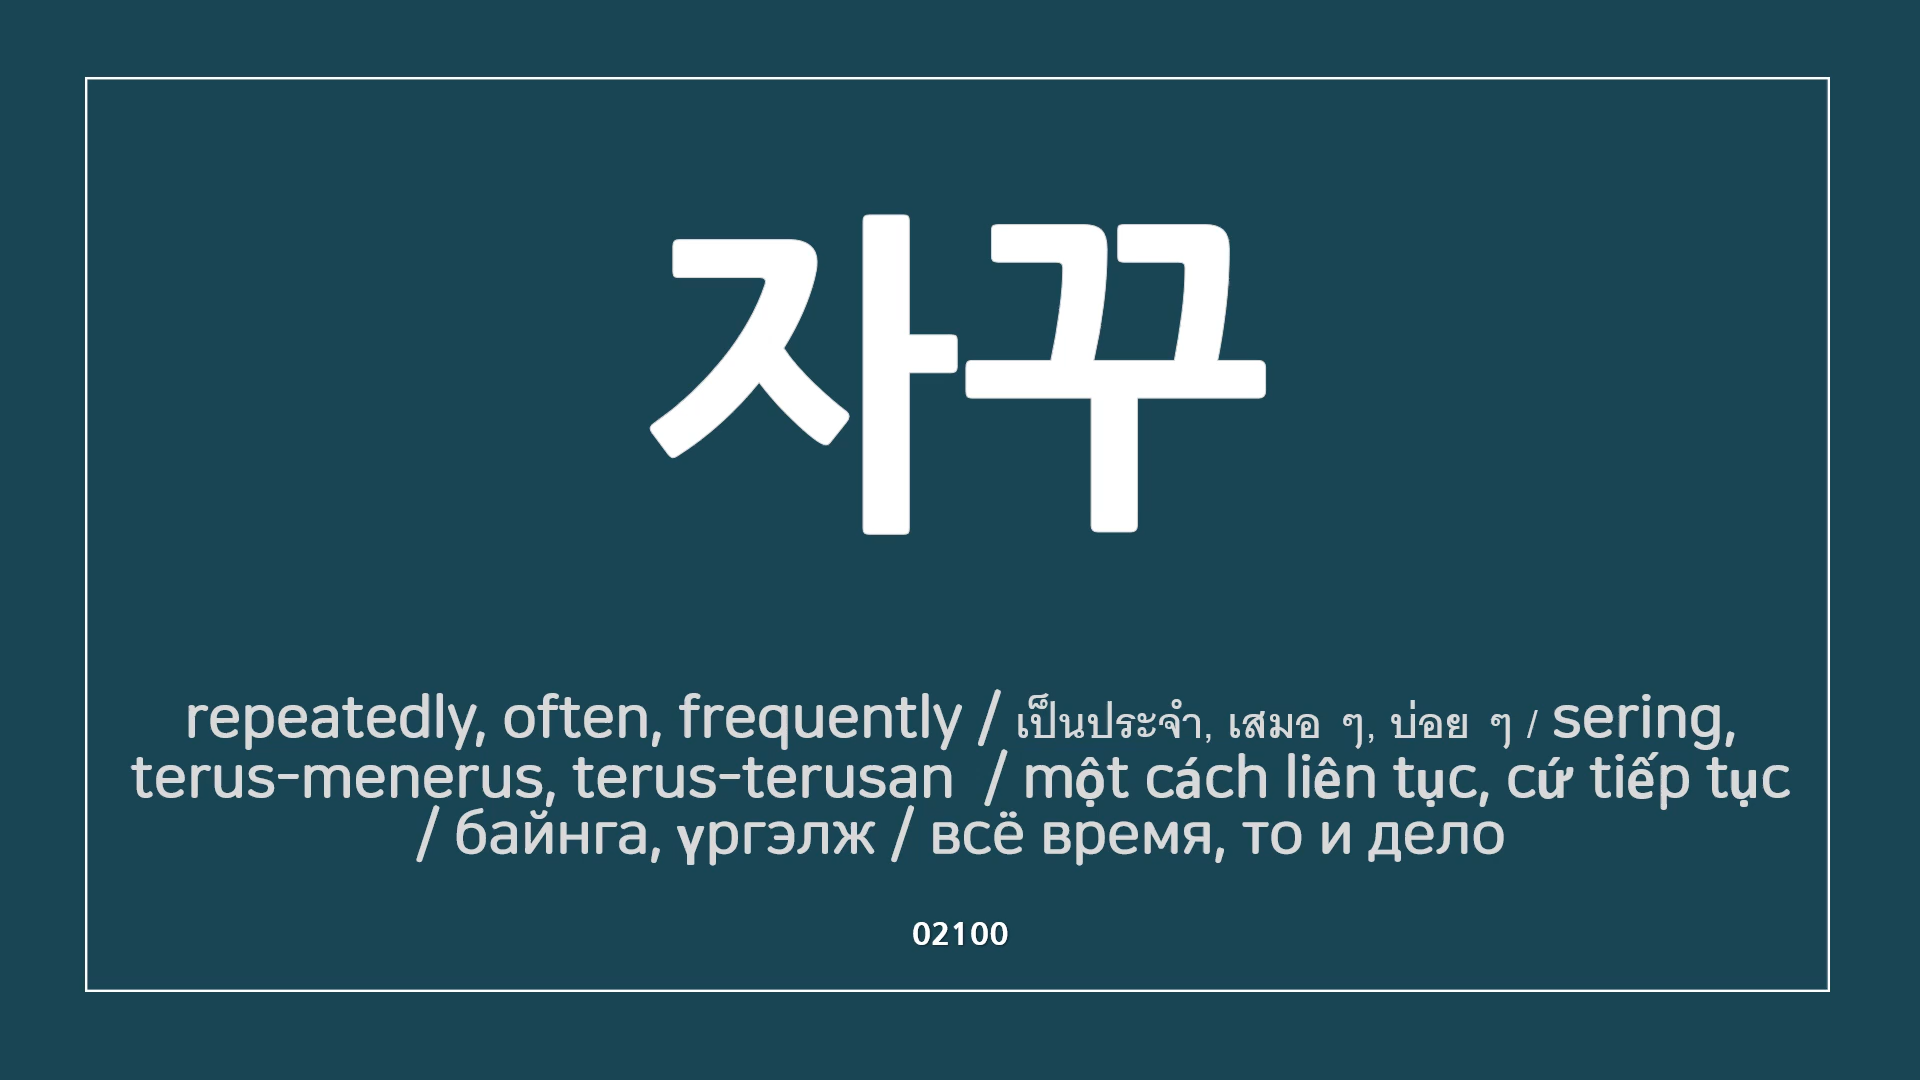 자꾸
repeatedly, often, frequently / เป็นประจำ, เสมอ ๆ, บ่อย ๆ / sering,
terus-menerus, terus-terusan / một cách liên tục, cứ tiếp tục
/ байнга, үргэлж / всё время, то и дело
02100